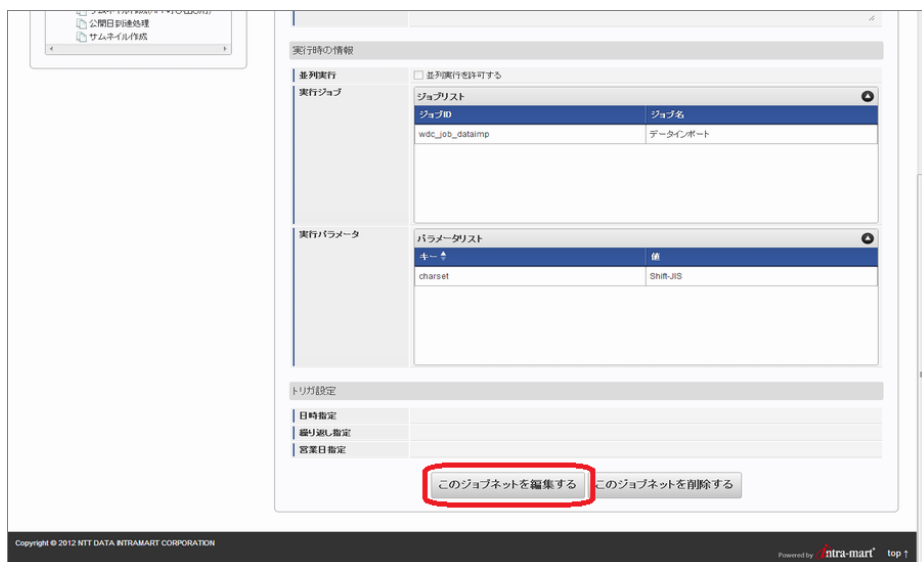 公開日到達処理
サムネイル作成
実行時の情報
並列実行
並列実行を許可する
実行ジョブ
ジョブリスト
ジョブID
ジョブ名
wdc_job_dataimp
データインポート
実行パラメータ
パラメータリスト
キー
値
charset
Shift-JIS
トリガ設定
日時指定
繰り返し指定
営業日指定
このジョブネットを編集する
このジョブネットを削除する
Copyright © 2012 NTT DATA INTRAMART CORPORATION
Powered by intra-mart
top ↑